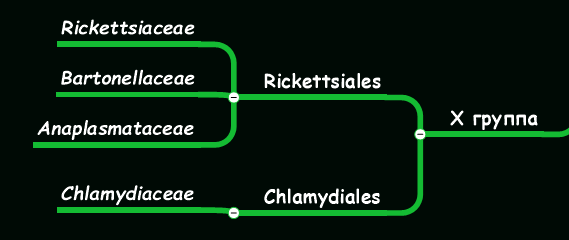 Rickettsiaceae
Bartonellaceae
Rickettsiales
X группа
Anaplasmataceae
Chlamydiaceae
Chlamydiales